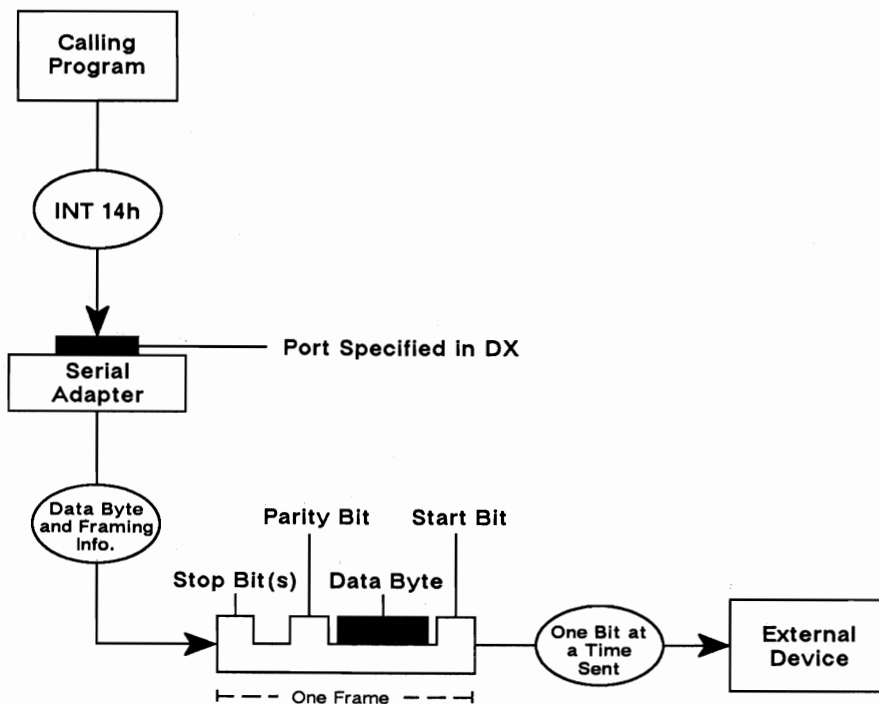 Calling
Program
INT 14h
Port Specified in DX
Serial
Adapter
Data Byte
and Framing
Info.
Parity Bit
Start Bit
Stop Bit(s)
Data Byte
One Bit at
a Time
Sent
External
Device
One Frame